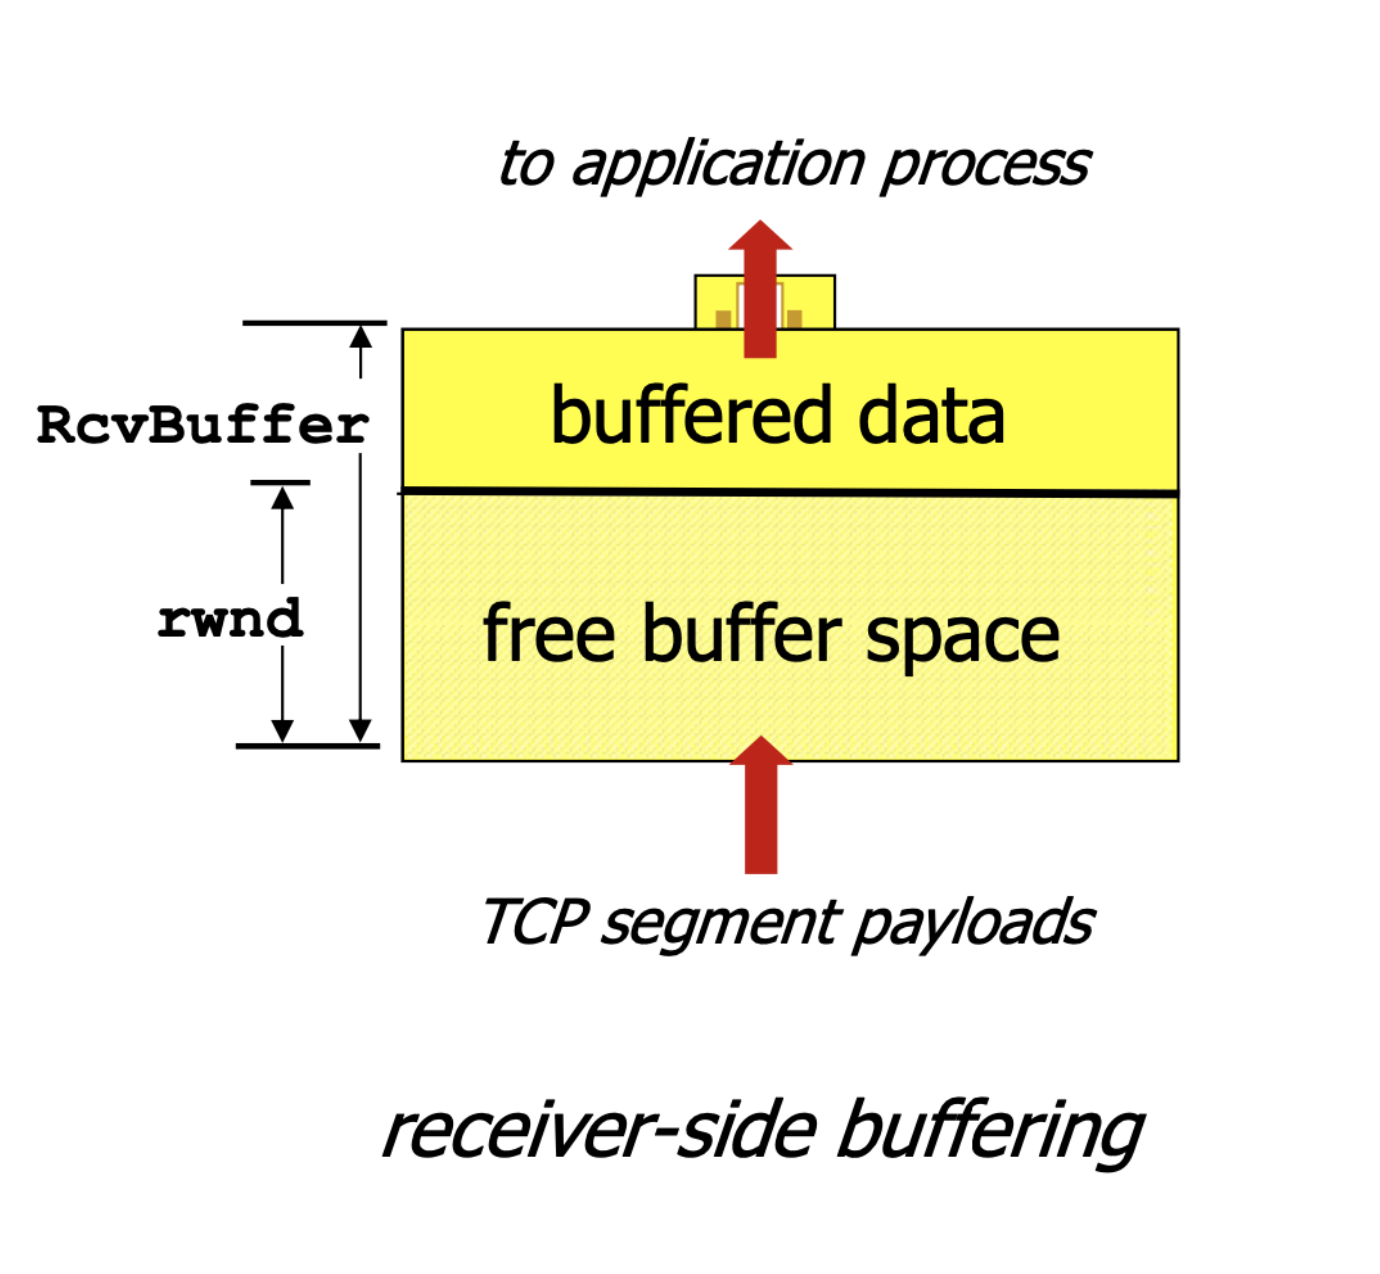 to application process
RcvBuffer
buffered data
rwnd
free buffer space
TCP segment payloads
receiver-side buffering